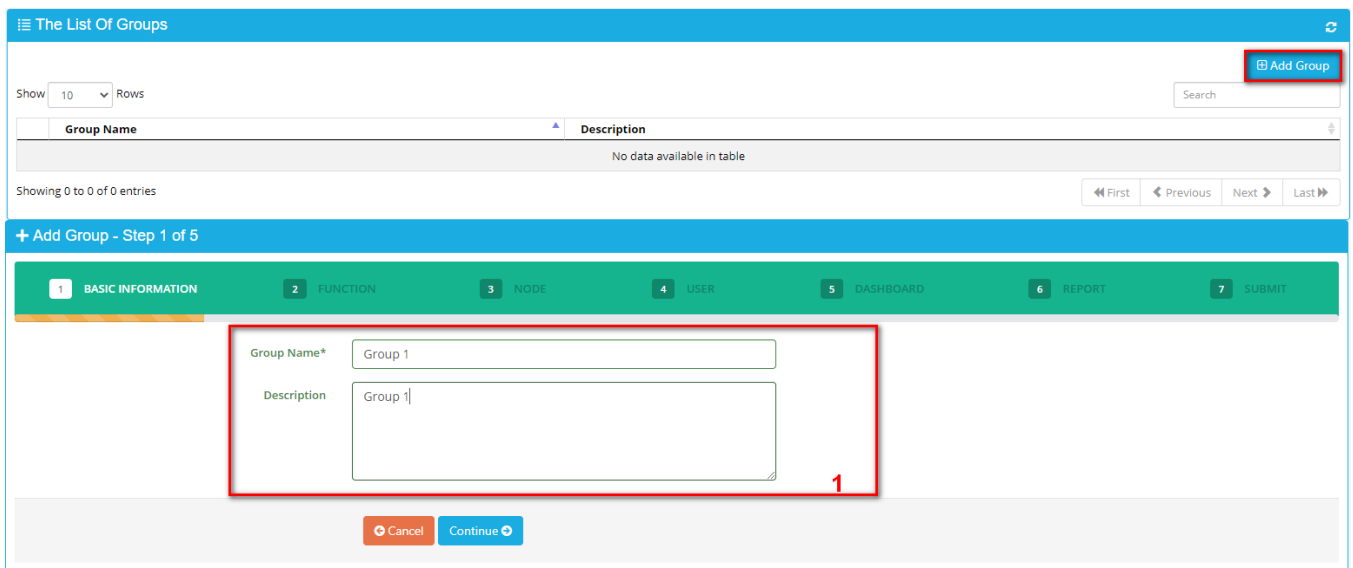 The List Of Groups
Add Group
Show 10 Rows
Search
Group Name Description
No data available in table
Showing 0 to 0 of 0 entries
First Previous Next Last
Add Group - Step 1 of 5
1 BASIC INFORMATION 2 FUNCTION 3 NODE 4 USER 5 DASHBOARD 6 REPORT 7 SUBMIT
Group Name* Group 1
Description Group 1
1
Cancel Continue